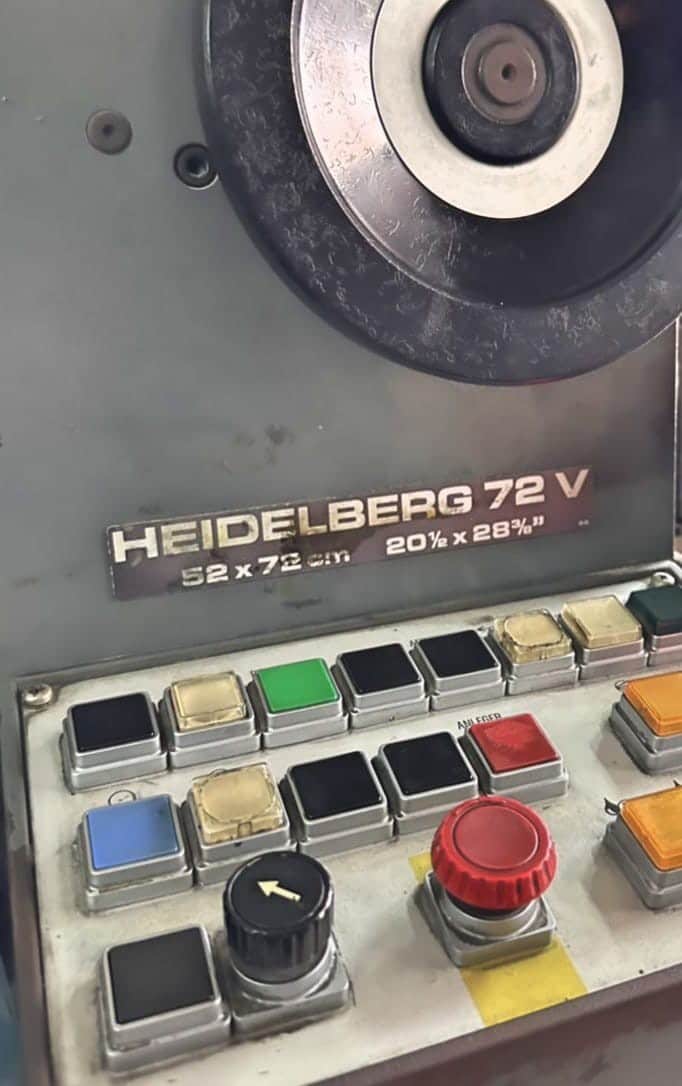 HEIDELBERG 72 V
52 x 72 cm 20½ x 28⅜"
ANLEGER